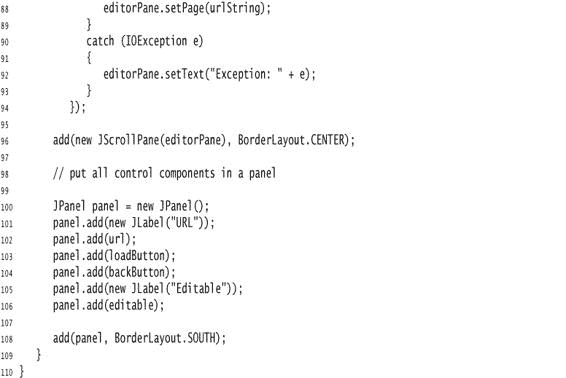 88 editorPane.setPage(urlString);
89 }
90 catch (IOException e)
91 {
92 editorPane.setText("Exception: " + e);
93 }
94 });
95
96 add(new JScrollPane(editorPane), BorderLayout.CENTER);
97
98 // put all control components in a panel
99
100 JPanel panel = new JPanel();
101 panel.add(new JLabel("URL"));
102 panel.add(url);
103 panel.add(loadButton);
104 panel.add(backButton);
105 panel.add(new JLabel("Editable"));
106 panel.add(editable);
107
108 add(panel, BorderLayout.SOUTH);
109 }
110 }